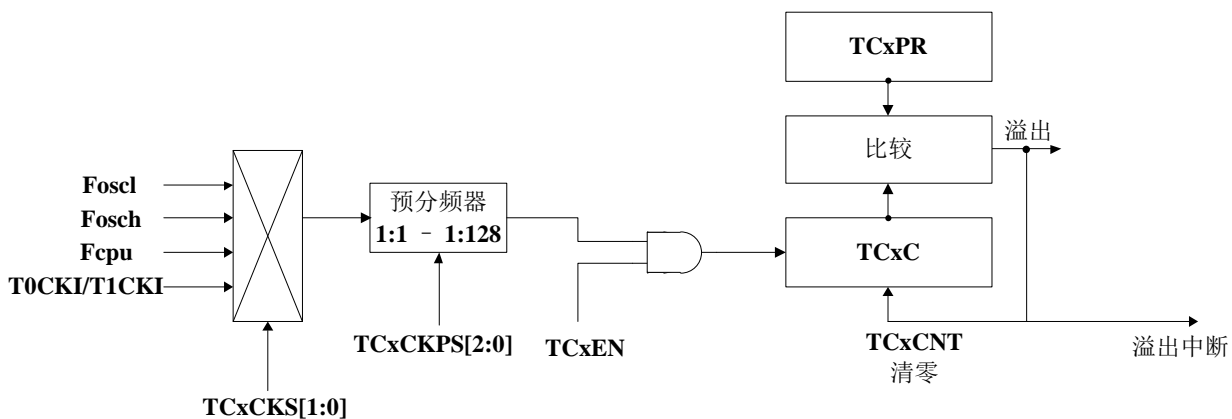 TCxPR
溢出
比较
Foscl
预分频器
Fosch
1:1 - 1:128
Fcpu
TCxC
T0CKI/T1CKI
TCxCKPS[2:0]
TCxEN
TCxCNT
溢出中断
清零
TCxCKS[1:0]